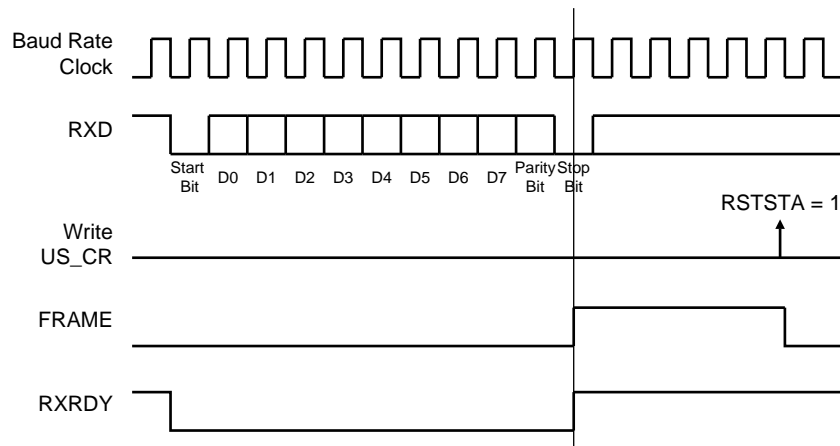 Baud Rate
Clock
RXD
Start
Bit
D0 D1 D2 D3 D4 D5 D6 D7
Parity
Bit
Stop
Bit
RSTSTA = 1
Write
US_CR
FRAME
RXRDY